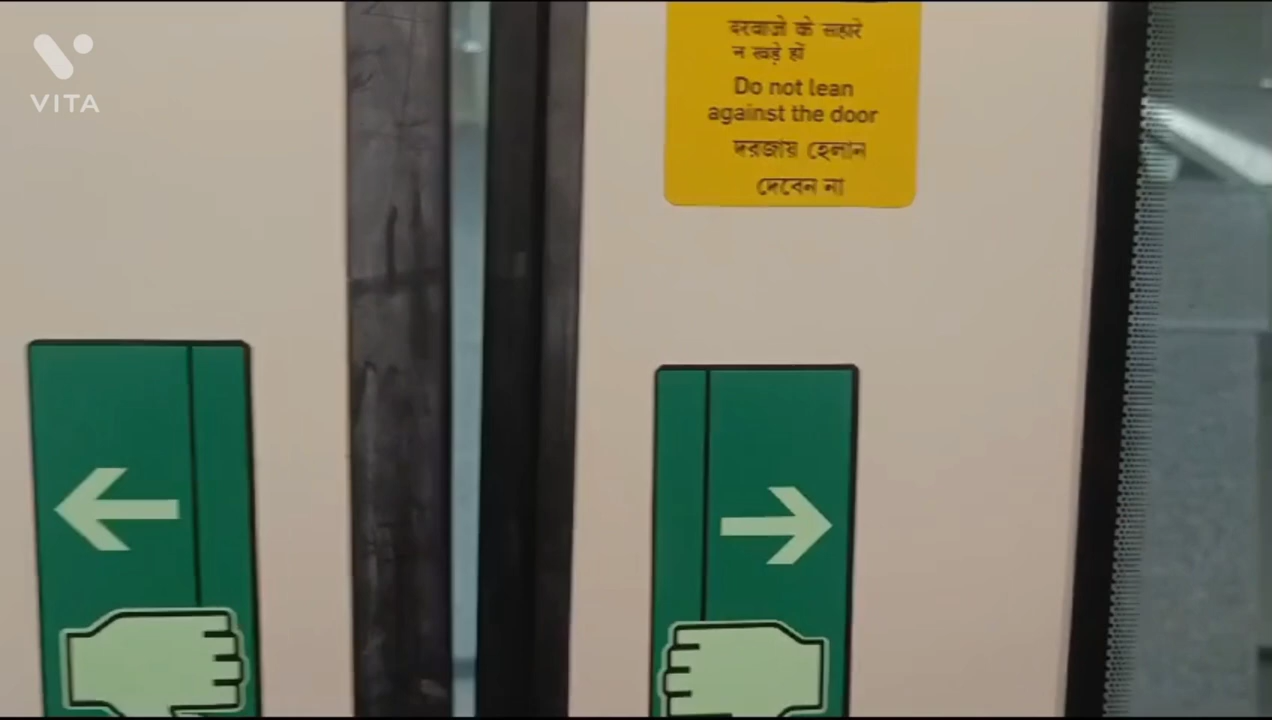 VITA
दरवाजे के सहारे
न खड़े हों
Do not lean
against the door
দরজায় হেলান
দেবেন না